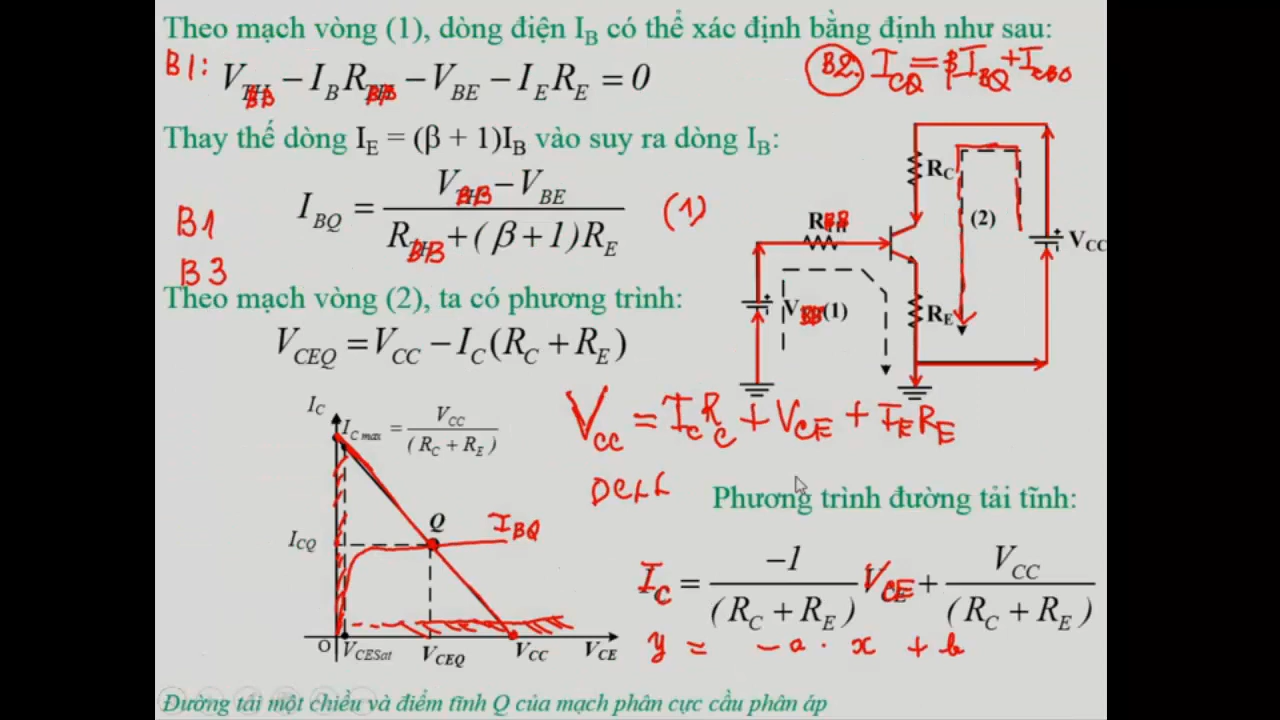 Theo mạch vòng (1), dòng điện I_B có thể xác định bằng định như sau:
B1: V_BB − I_B R_BB − V_BE − I_E R_E = 0
B2. I_CQ = βI_BQ + I_CBO
Thay thế dòng I_E = (β + 1)I_B vào suy ra dòng I_B:
B1
B3
I_BQ = (V_BB − V_BE) / (R_BB + (β + 1)R_E) (1)
R_C
(2)
V_CC
R_BB
V_BB (1)
R_E
Theo mạch vòng (2), ta có phương trình:
V_CEQ = V_CC − I_C(R_C + R_E)
V_CC = I_C R_C + V_CE + I_E R_E
DCLL
I_C
I_C max = V_CC / (R_C + R_E)
I_CQ
Q
I_BQ
O V_CESat V_CEQ V_CC V_CE
Phương trình đường tải tĩnh:
I_C = −1 / (R_C + R_E) V_CE + V_CC / (R_C + R_E)
y = − a . x + b
Đường tải một chiều và điểm tĩnh Q của mạch phân cực cầu phân áp